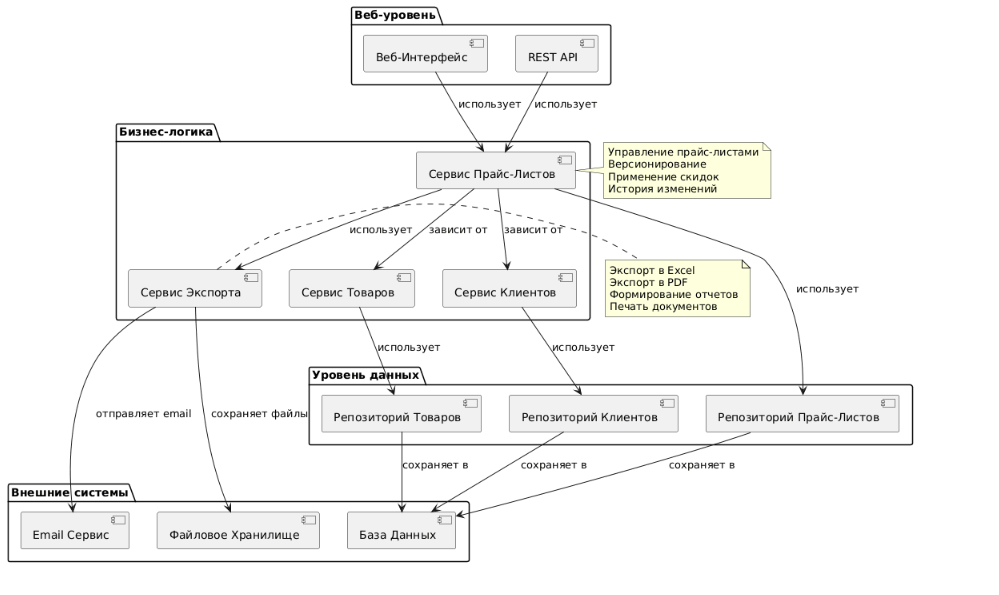 Веб-уровень
Веб-Интерфейс
REST API
использует
использует
Бизнес-логика
Сервис Прайс-Листов
Управление прайс-листами
Версионирование
Применение скидок
История изменений
использует
зависит от
зависит от
Сервис Экспорта
Сервис Товаров
Сервис Клиентов
Экспорт в Excel
Экспорт в PDF
Формирование отчетов
Печать документов
использует
использует
использует
Уровень данных
Репозиторий Товаров
Репозиторий Клиентов
Репозиторий Прайс-Листов
отправляет email
сохраняет файлы
сохраняет в
сохраняет в
сохраняет в
Внешние системы
Email Сервис
Файловое Хранилище
База Данных